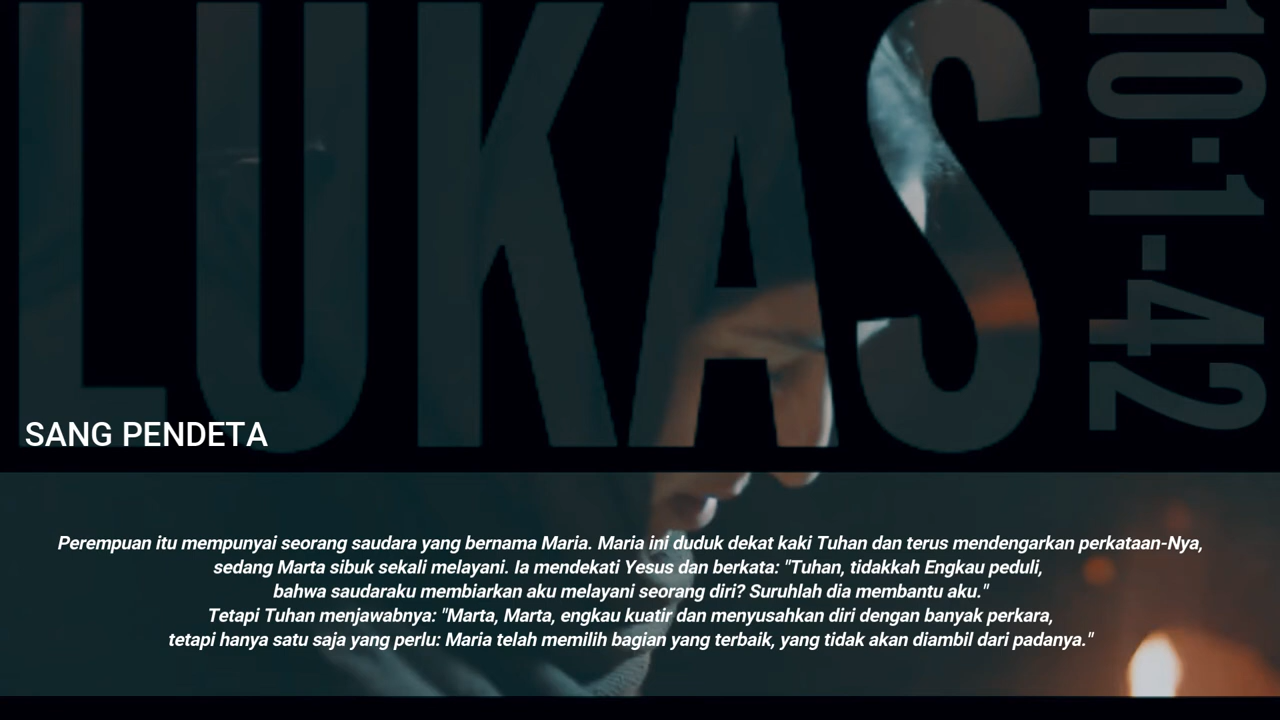 LUKAS
10:1-42
SANG PENDETA
Perempuan itu mempunyai seorang saudara yang bernama Maria. Maria ini duduk dekat kaki Tuhan dan terus mendengarkan perkataan-Nya,
sedang Marta sibuk sekali melayani. Ia mendekati Yesus dan berkata: "Tuhan, tidakkah Engkau peduli,
bahwa saudaraku membiarkan aku melayani seorang diri? Suruhlah dia membantu aku."
Tetapi Tuhan menjawabnya: "Marta, Marta, engkau kuatir dan menyusahkan diri dengan banyak perkara,
tetapi hanya satu saja yang perlu: Maria telah memilih bagian yang terbaik, yang tidak akan diambil dari padanya."